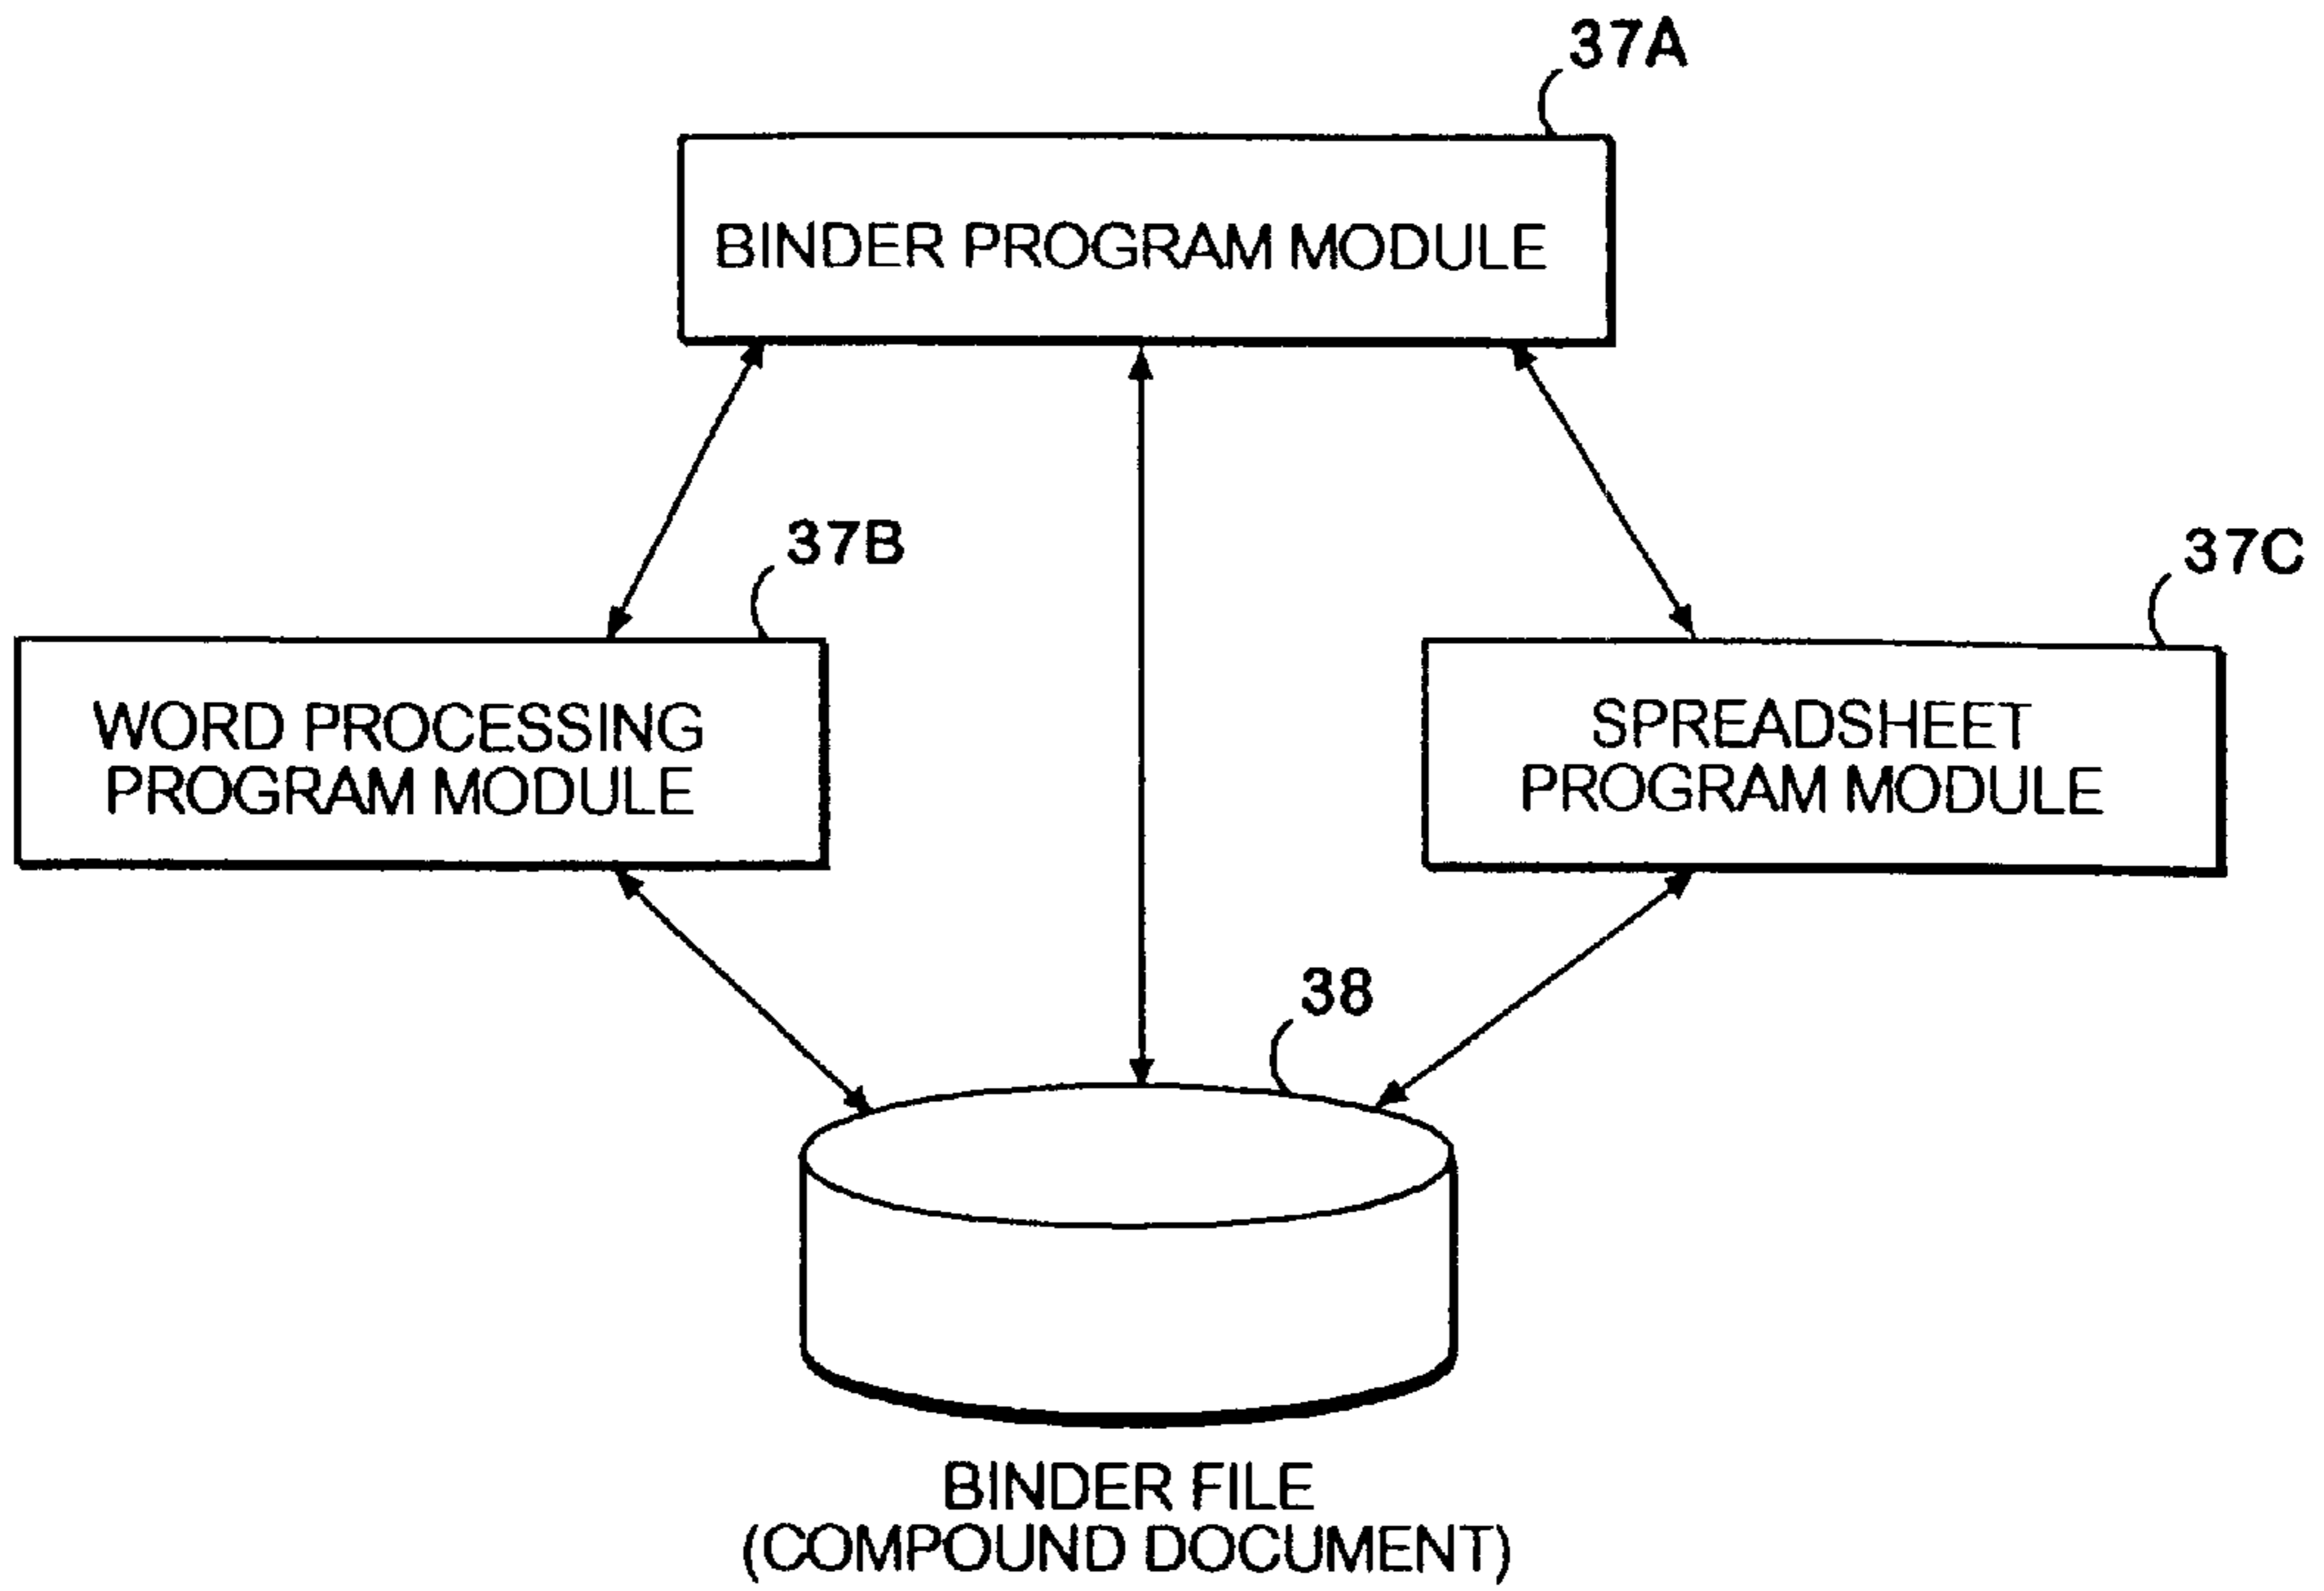 37A
BINDER PROGRAM MODULE
37B
37C
WORD PROCESSING
PROGRAM MODULE
SPREADSHEET
PROGRAM MODULE
38
BINDER FILE
(COMPOUND DOCUMENT)